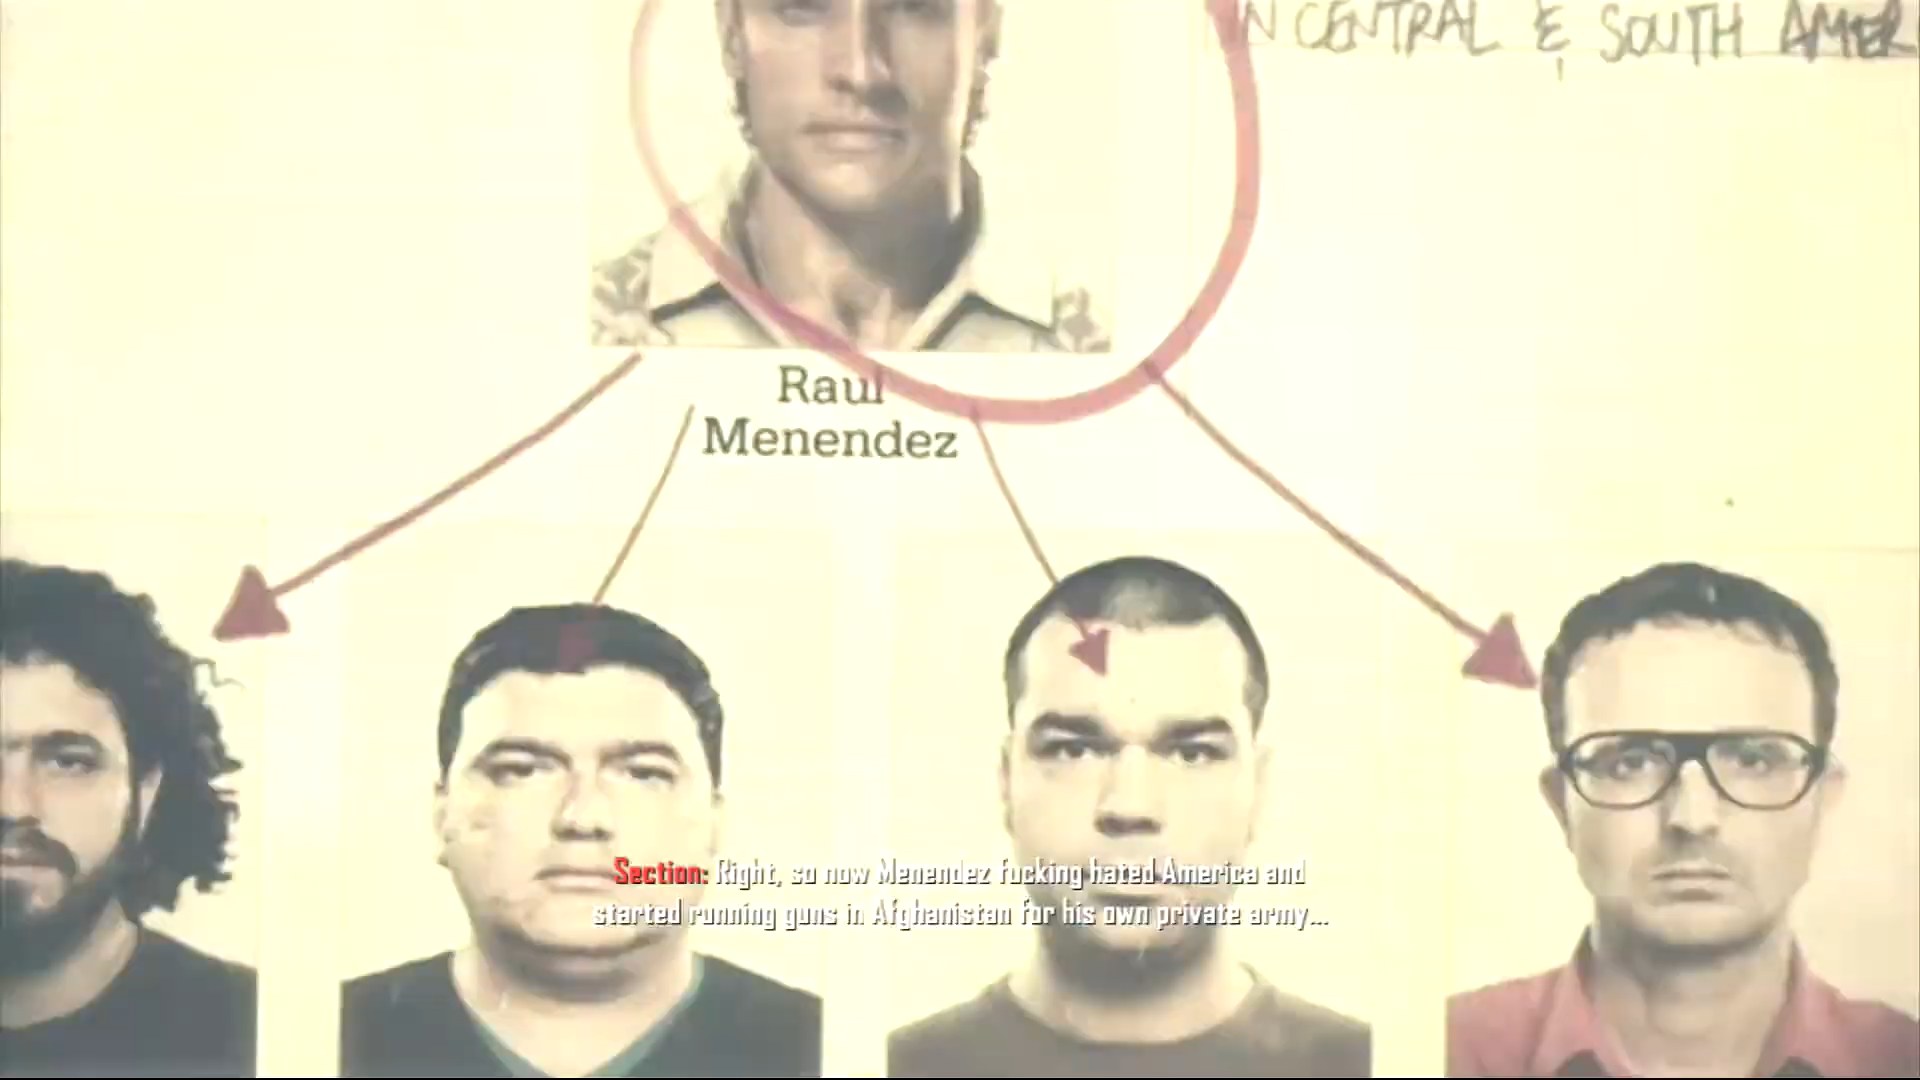 IN CENTRAL & SOUTH AMER
Raul
Menendez
Section: Right, so now Menendez fucking hated America and
started running guns in Afghanistan for his own private army...